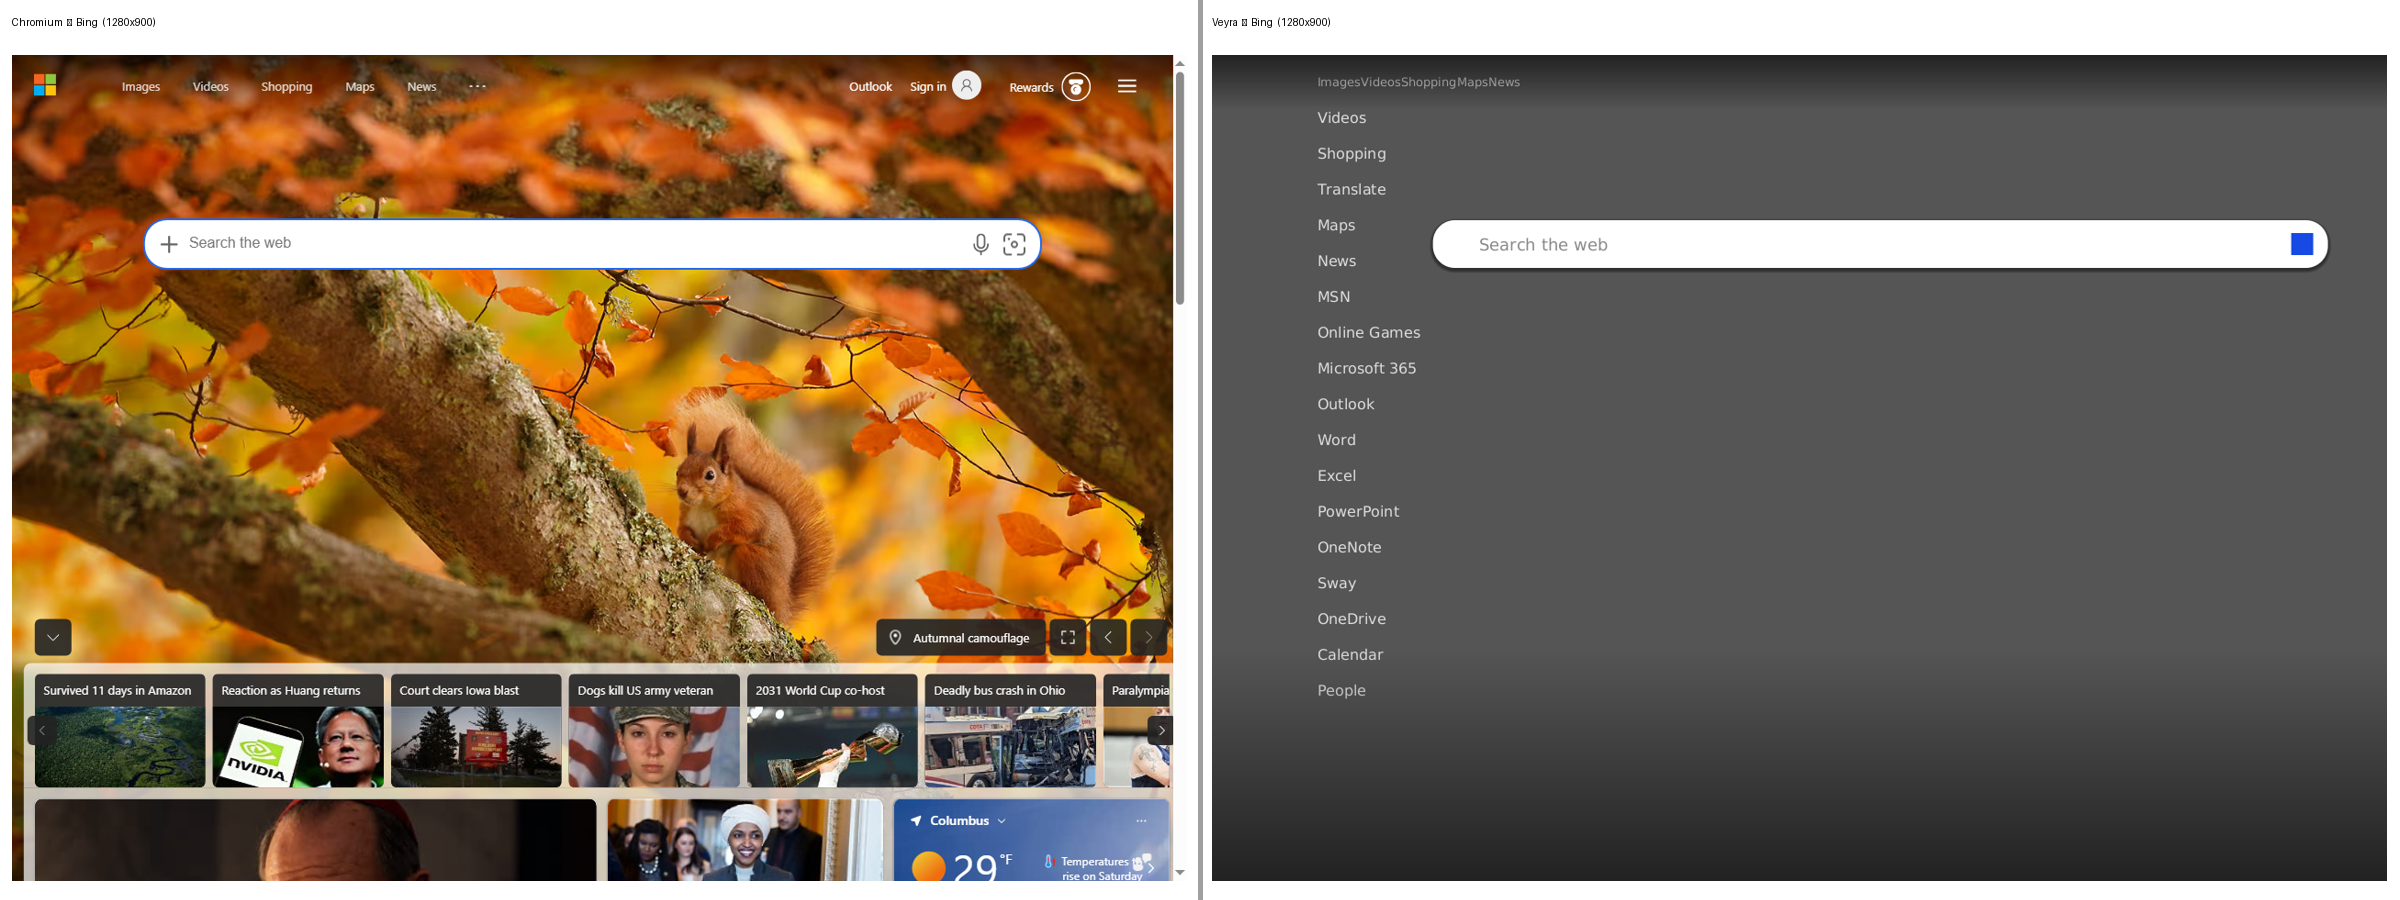 Chromium  Bing (1280x900)
Images Videos Shopping Maps News ...
Outlook Sign in Rewards
Search the web
Autumnal camouflage
Survived 11 days in Amazon
Reaction as Huang returns
Court clears Iowa blast
Dogs kill US army veteran
2031 World Cup co-host
Deadly bus crash in Ohio
Paralympia
NVIDIA
Columbus ...
29 °F
Temperatures t
rise on Saturday
Veyra  Bing (1280x900)
ImagesVideosShoppingMapsNews
Videos
Shopping
Translate
Maps
News
MSN
Online Games
Microsoft 365
Outlook
Word
Excel
PowerPoint
OneNote
Sway
OneDrive
Calendar
People
Search the web